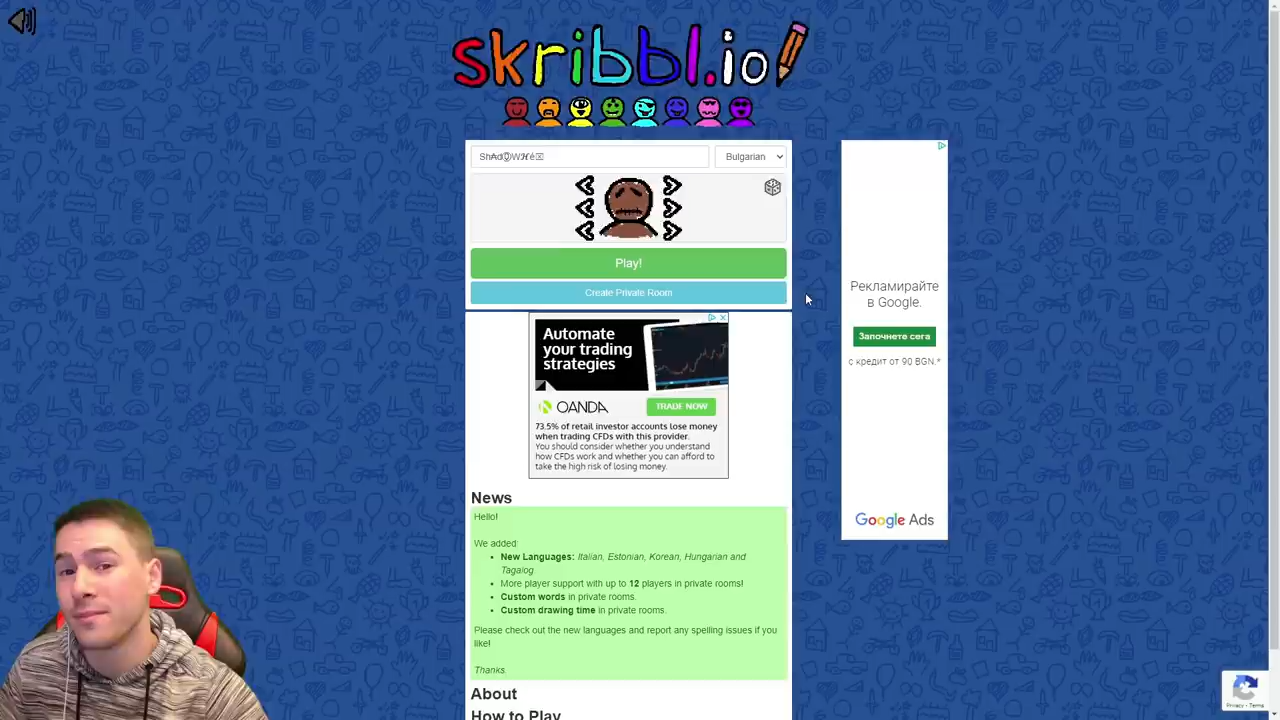 skribbl.io
Bulgarian
Play!
Create Private Room
Automate
your trading
strategies
OANDA
TRADE NOW
73.5% of retail investor accounts lose money
when trading CFDs with this provider.
You should consider whether you understand
how CFDs work and whether you can afford to
take the high risk of losing money.
Рекламирайте
в Google.
Започнете сега
с кредит от 90 BGN.*
Google Ads
News
Hello!
We added:
New Languages: Italian, Estonian, Korean, Hungarian and
Tagalog.
More player support with up to 12 players in private rooms!
Custom words in private rooms.
Custom drawing time in private rooms.
Please check out the new languages and report any spelling issues if you
like!
Thanks.
About
How to Play
Privacy - Terms